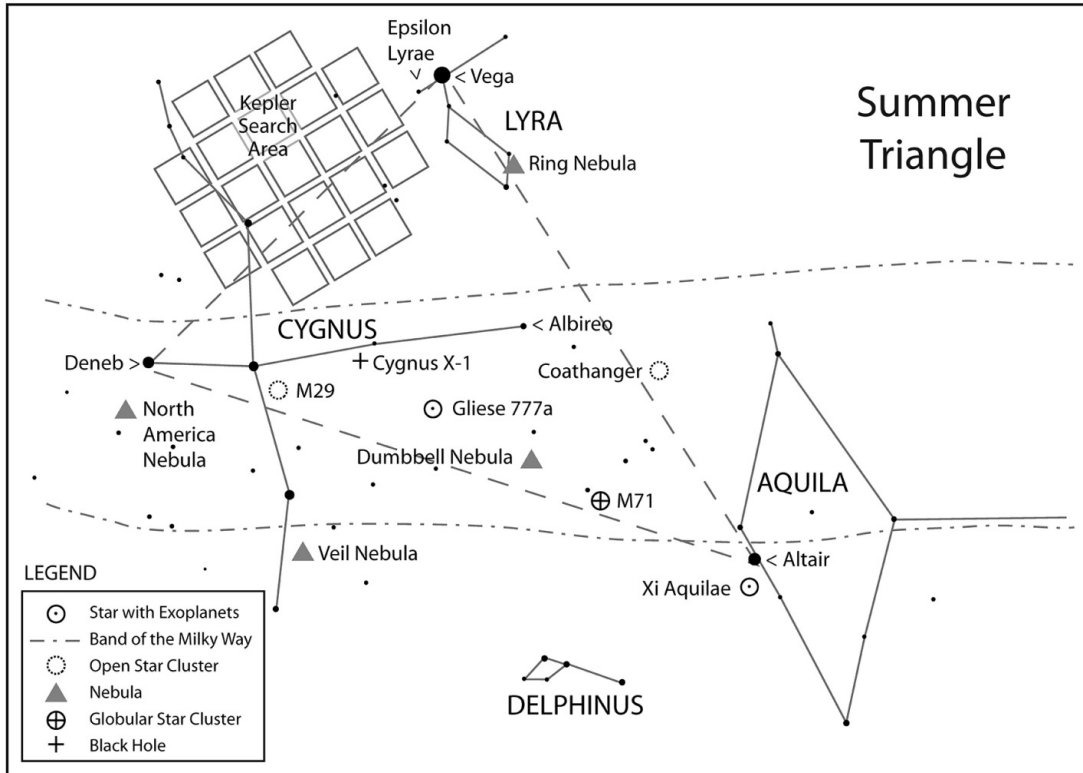 Epsilon
Lyrae
< Vega
Summer
Triangle
Kepler
Search
Area
LYRA
Ring Nebula
CYGNUS
< Albireo
Deneb >
Cygnus X-1
Coathanger
M29
North
America
Nebula
Gliese 777a
Dumbbell Nebula
AQUILA
M71
Veil Nebula
< Altair
Xi Aquilae
LEGEND
Star with Exoplanets
Band of the Milky Way
Open Star Cluster
Nebula
Globular Star Cluster
Black Hole
DELPHINUS